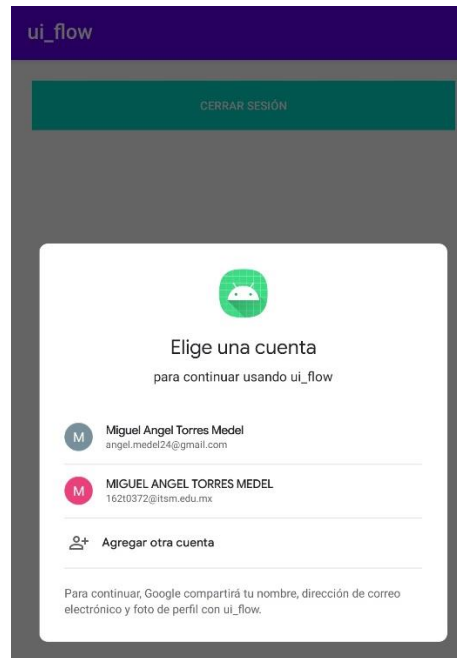 ui_flow
CERRAR SESIÓN
Elige una cuenta
para continuar usando ui_flow
M
Miguel Angel Torres Medel
angel.medel24@gmail.com
M
MIGUEL ANGEL TORRES MEDEL
162t0372@itsm.edu.mx
Agregar otra cuenta
Para continuar, Google compartirá tu nombre, dirección de correo
electrónico y foto de perfil con ui_flow.